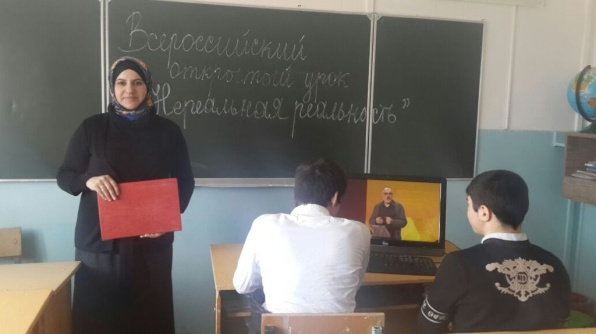 Всероссийский
открытый урок
"Нереальная реальность"